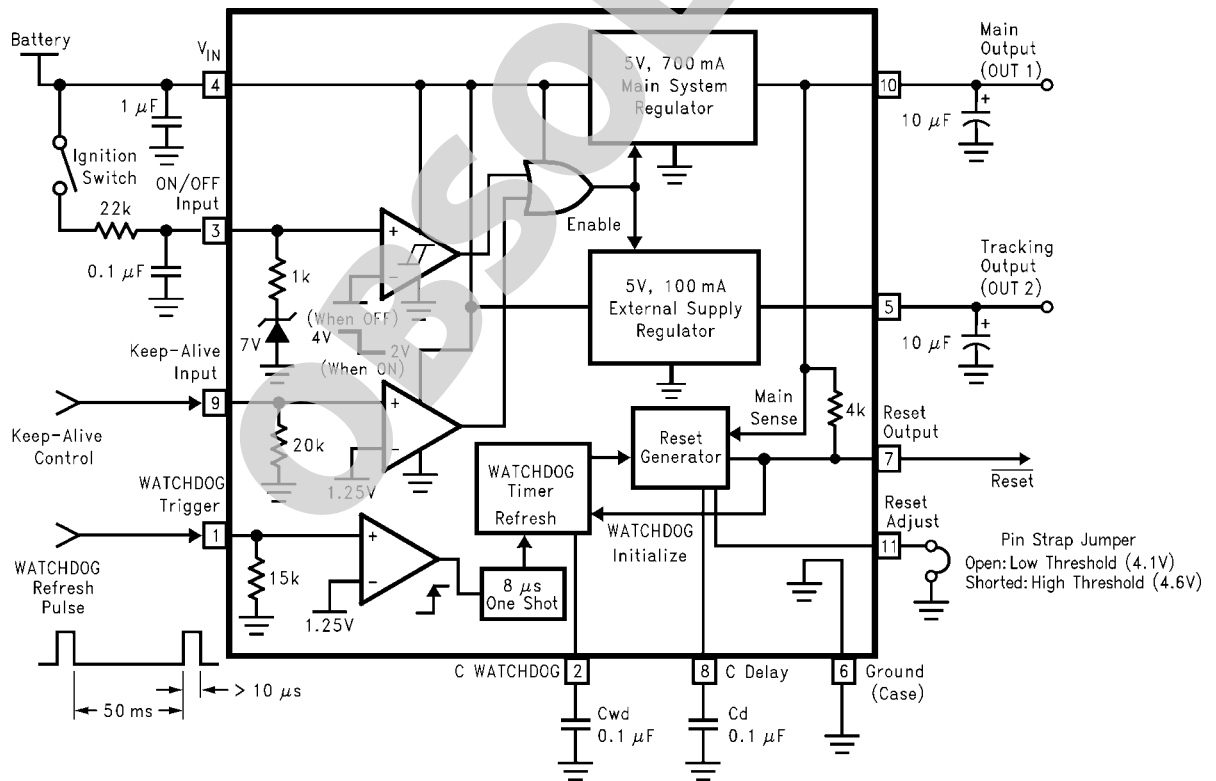 OBSOLE
Battery
VIN
4
1 μF
Ignition
Switch
ON/OFF
Input
22k
3
0.1 μF
1k
7V
Keep-Alive
Input
9
Keep-Alive
Control
20k
WATCHDOG
Trigger
1
WATCHDOG
Refresh
Pulse
15k
> 10 μs
50 ms
+
−
(When OFF)
4V
2V
(When ON)
+
−
1.25V
+
−
1.25V
5V, 700 mA
Main System
Regulator
Enable
5V, 100 mA
External Supply
Regulator
Main
Sense
4k
Reset
Generator
WATCHDOG
Timer
Refresh
WATCHDOG
Initialize
8 μs
One Shot
10
Main
Output
(OUT 1)
10 μF
+
5
Tracking
Output
(OUT 2)
10 μF
+
7
Reset
Output
Reset
11
Reset
Adjust
Pin Strap Jumper
Open: Low Threshold (4.1V)
Shorted: High Threshold (4.6V)
C WATCHDOG
2
Cwd
0.1 μF
8
C Delay
Cd
0.1 μF
6
Ground
(Case)